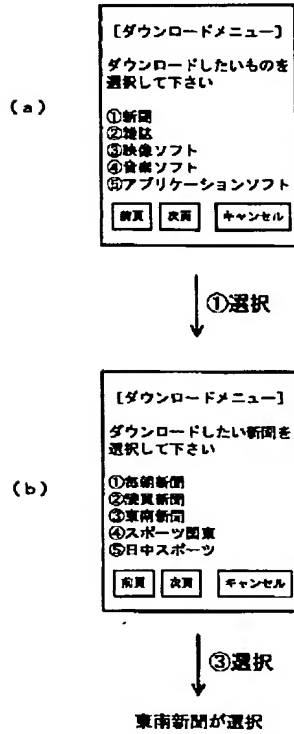 [ダウンロードメニュー]
ダウンロードしたいものを
選択して下さい
(a)
①新聞
②雑誌
③映像ソフト
④音楽ソフト
⑤アプリケーションソフト
前頁 次頁 キャンセル
①選択
[ダウンロードメニュー]
ダウンロードしたい新聞を
選択して下さい
(b)
①毎朝新聞
②読買新聞
③東南新聞
④スポーツ関東
⑤日中スポーツ
前頁 次頁 キャンセル
③選択
東南新聞が選択